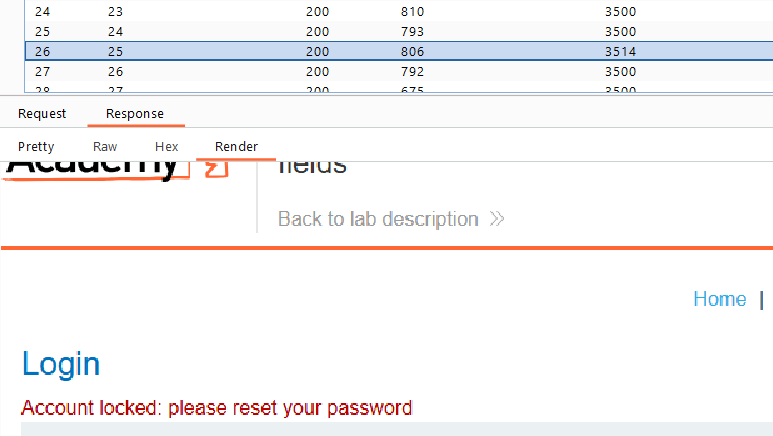 24 23 200 810 3500
25 24 200 793 3500
26 25 200 806 3514
27 26 200 792 3500
28 27 200 675 3500
Request Response
Pretty Raw Hex Render
Academy
fields
Back to lab description
Home |
Login
Account locked: please reset your password